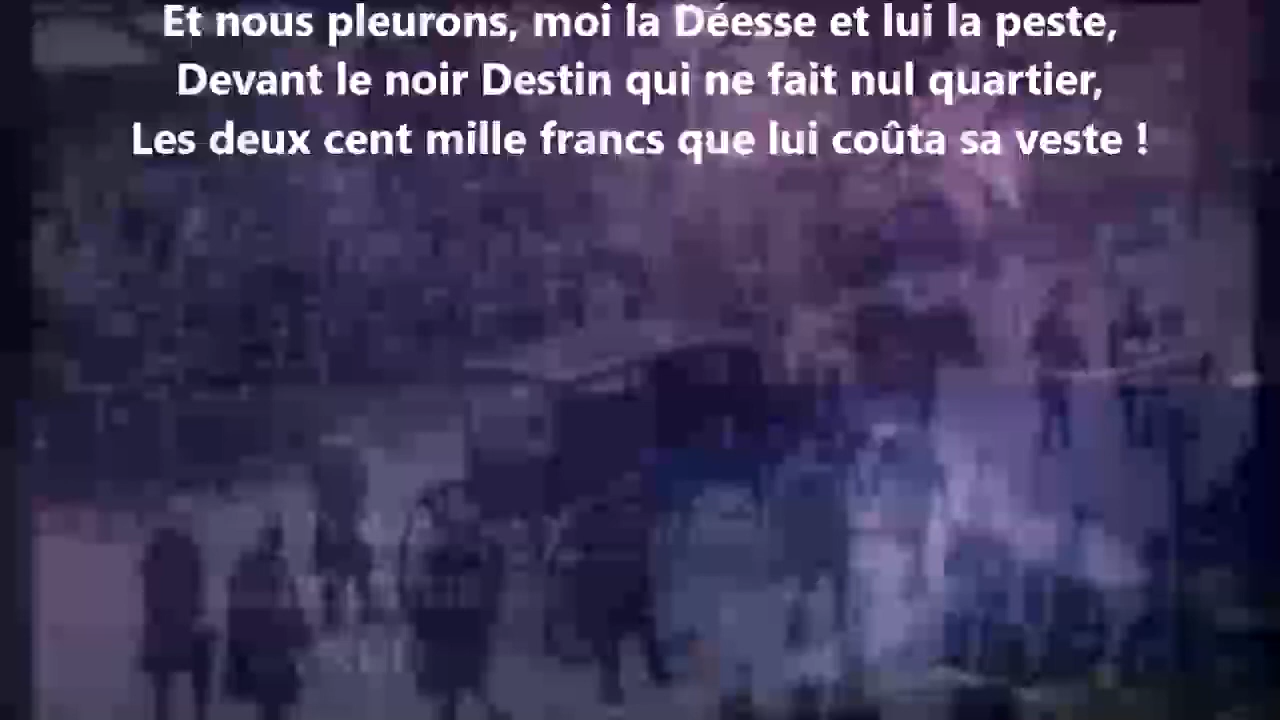 Et nous pleurons, moi la Déesse et lui la peste,
Devant le noir Destin qui ne fait nul quartier,
Les deux cent mille francs que lui coûta sa veste !